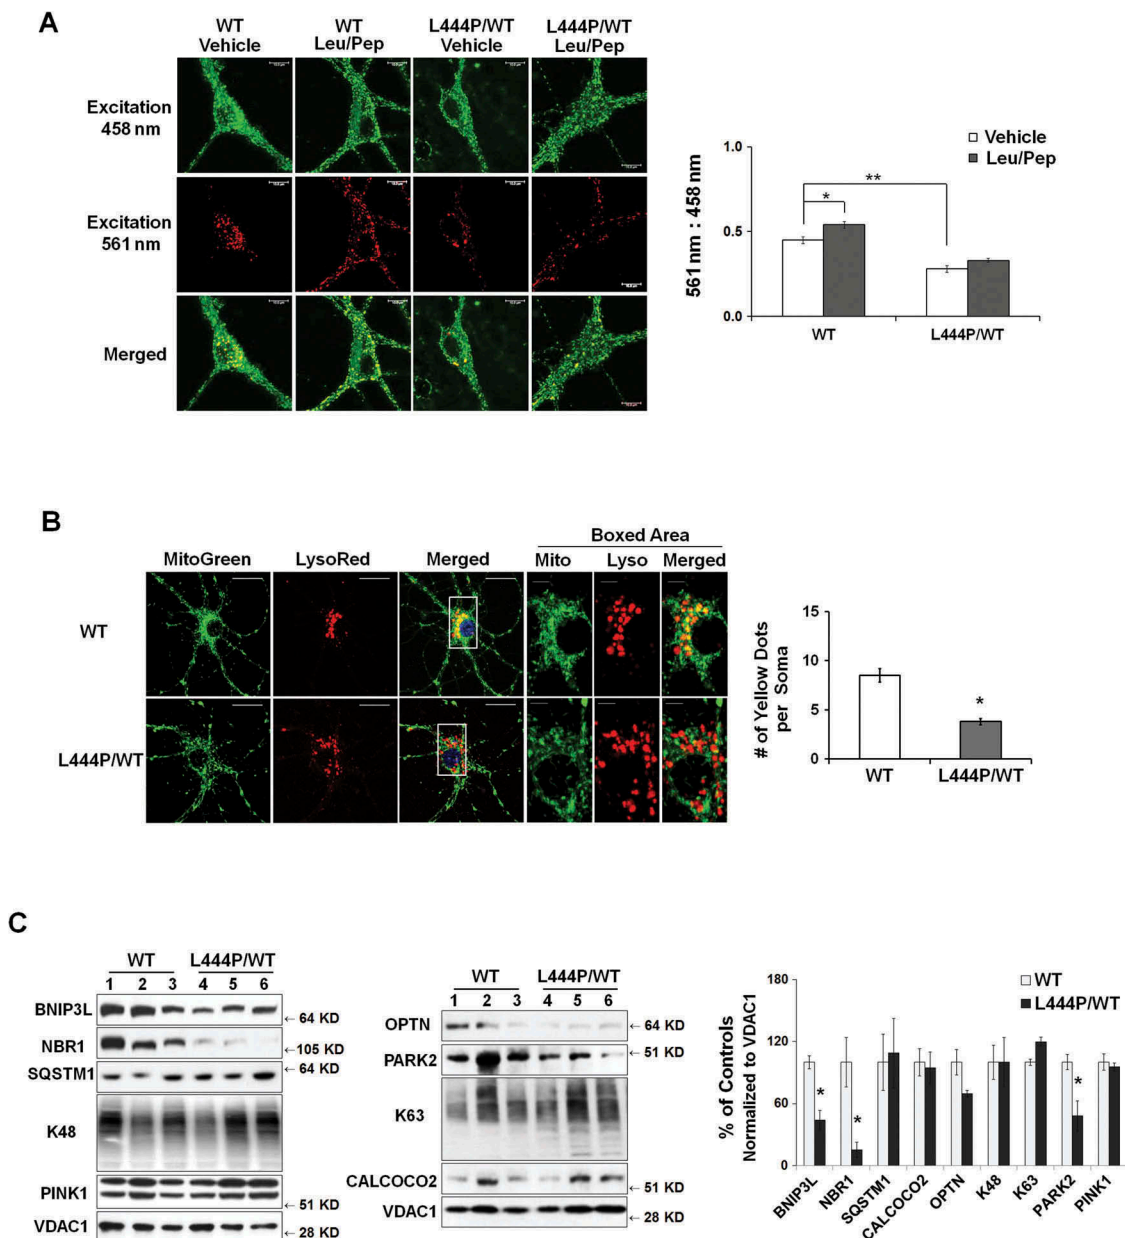 A
WT
Vehicle
WT
Leu/Pep
L444P/WT
Vehicle
L444P/WT
Leu/Pep
Excitation
458 nm
Excitation
561 nm
Merged
Vehicle
Leu/Pep
561 nm : 458 nm
1.0
0.5
0.0
**
*
WT
L444P/WT
B
MitoGreen
LysoRed
Merged
Boxed Area
Mito
Lyso
Merged
WT
L444P/WT
# of Yellow Dots
per Soma
15
10
5
0
*
WT
L444P/WT
C
WT
L444P/WT
1 2 3 4 5 6
BNIP3L
← 64 KD
NBR1
← 105 KD
SQSTM1
← 64 KD
K48
PINK1
← 51 KD
VDAC1
← 28 KD
WT
L444P/WT
1 2 3 4 5 6
OPTN
← 64 KD
PARK2
← 51 KD
K63
CALCOCO2
← 51 KD
VDAC1
← 28 KD
WT
L444P/WT
% of Controls
Normalized to VDAC1
180
120
60
0
*
*
*
BNIP3L
NBR1
SQSTM1
CALCOCO2
OPTN
K48
K63
PARK2
PINK1